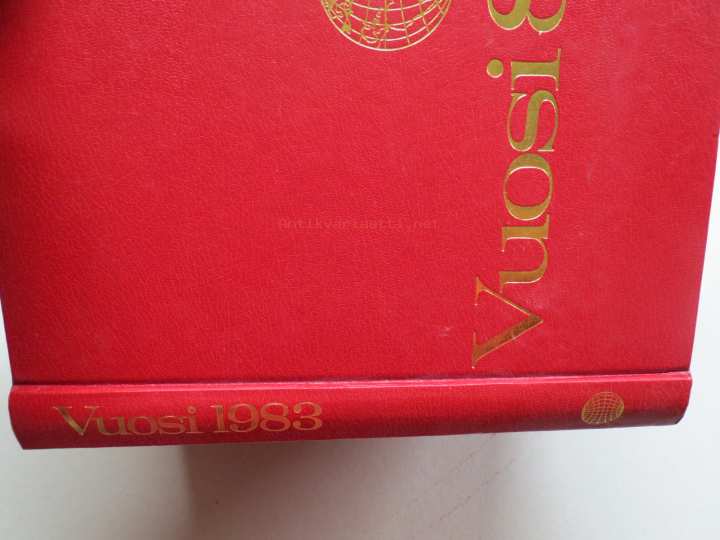 Vuosi 8
Antikvariaatti.net
Vuosi 1983